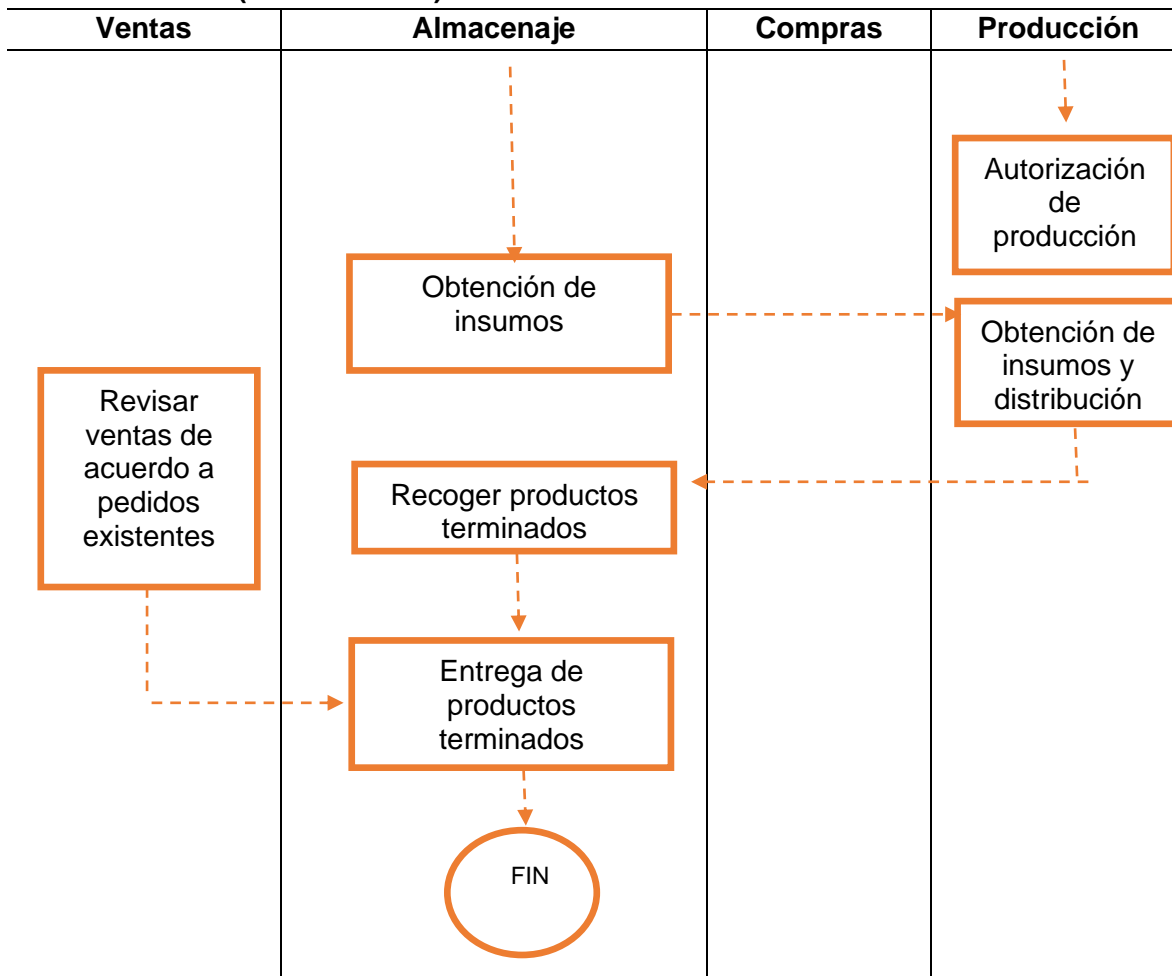 Ventas
Almacenaje
Compras
Producción
Autorización
de
producción
Obtención de
insumos
Obtención de
insumos y
distribución
Revisar
ventas de
acuerdo a
pedidos
existentes
Recoger productos
terminados
Entrega de
productos
terminados
FIN